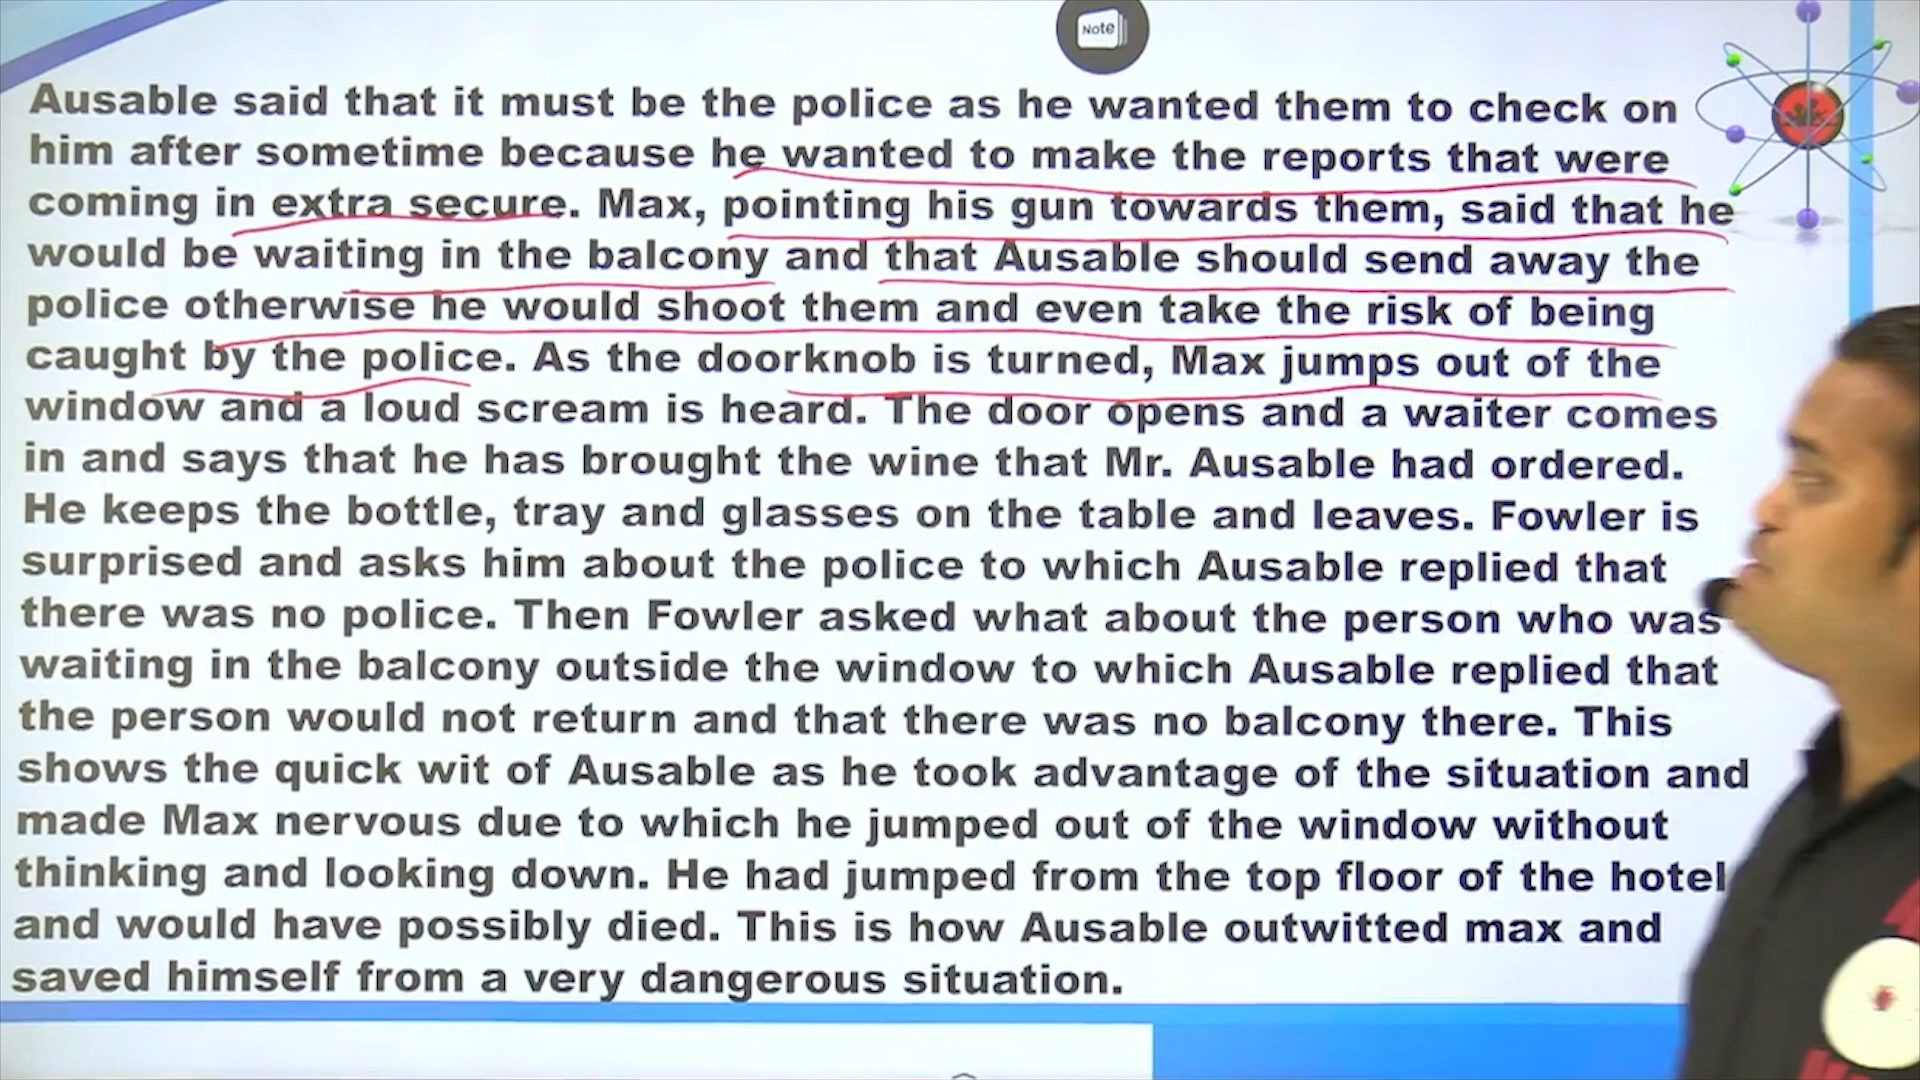 Note
Ausable said that it must be the police as he wanted them to check on
him after sometime because he wanted to make the reports that were
coming in extra secure. Max, pointing his gun towards them, said that he
would be waiting in the balcony and that Ausable should send away the
police otherwise he would shoot them and even take the risk of being
caught by the police. As the doorknob is turned, Max jumps out of the
window and a loud scream is heard. The door opens and a waiter comes
in and says that he has brought the wine that Mr. Ausable had ordered.
He keeps the bottle, tray and glasses on the table and leaves. Fowler is
surprised and asks him about the police to which Ausable replied that
there was no police. Then Fowler asked what about the person who was
waiting in the balcony outside the window to which Ausable replied that
the person would not return and that there was no balcony there. This
shows the quick wit of Ausable as he took advantage of the situation and
made Max nervous due to which he jumped out of the window without
thinking and looking down. He had jumped from the top floor of the hotel
and would have possibly died. This is how Ausable outwitted max and
saved himself from a very dangerous situation.